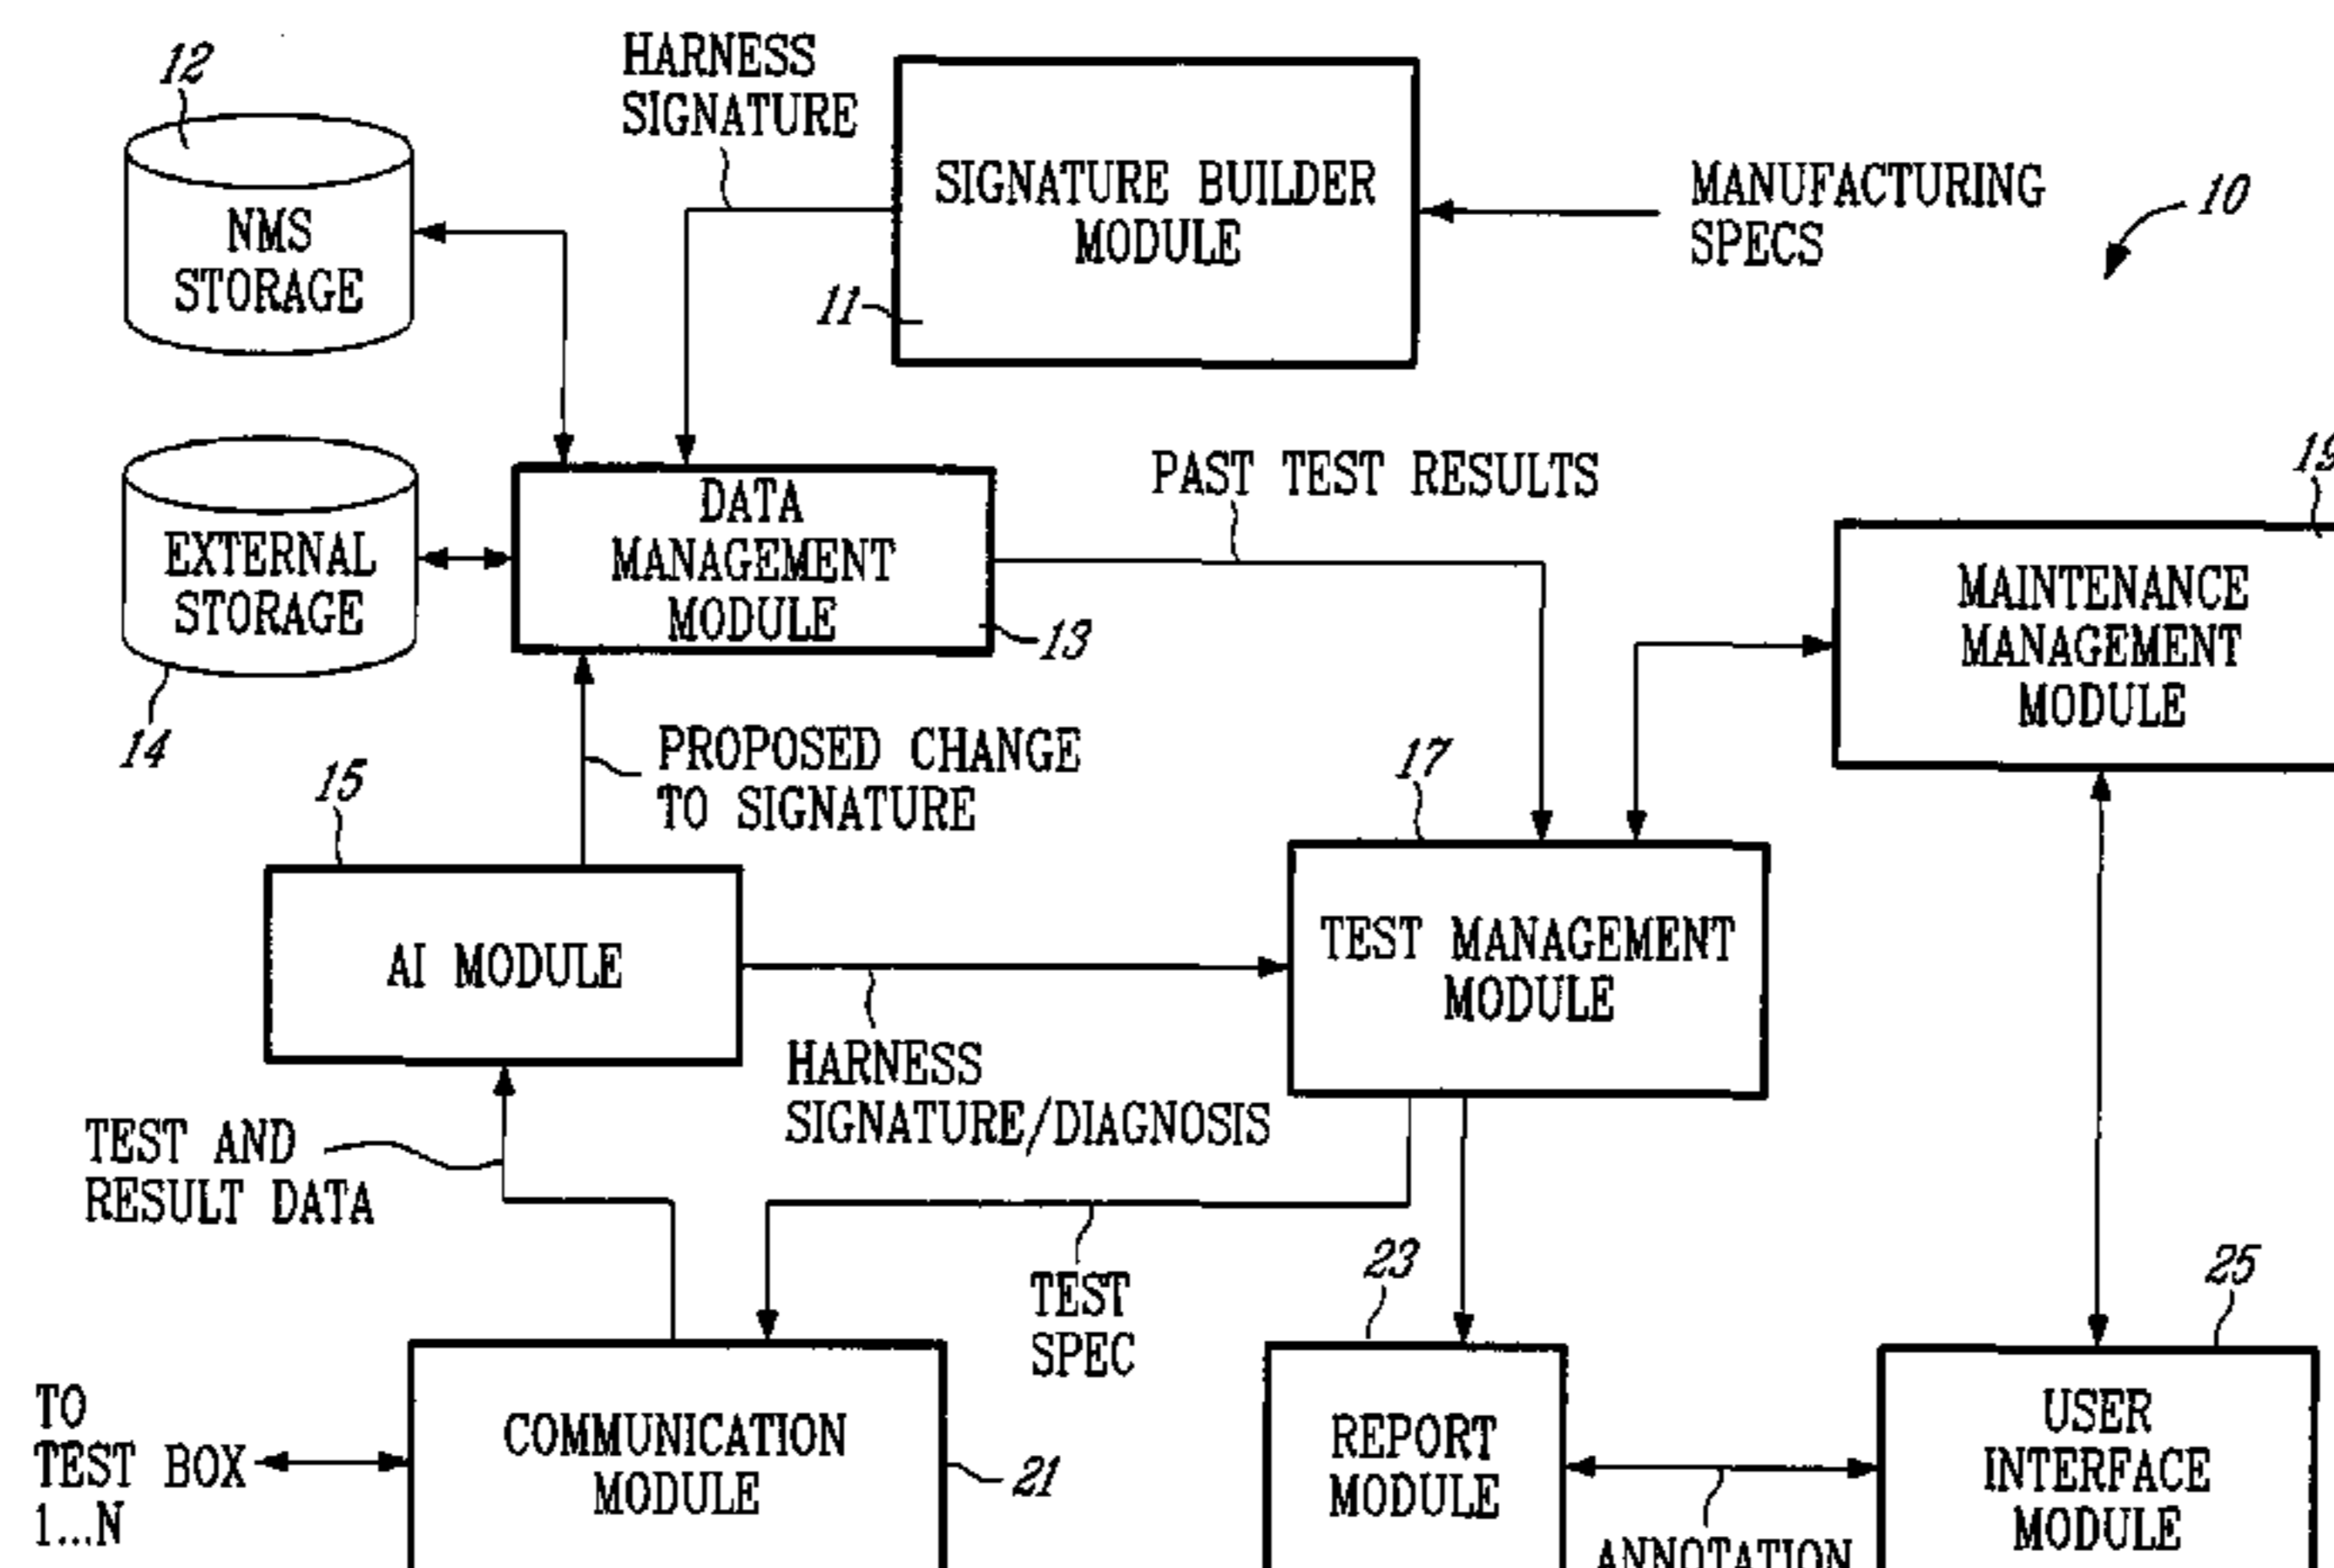 12
HARNESS
SIGNATURE
NMS
STORAGE
SIGNATURE BUILDER
MODULE
11
MANUFACTURING
SPECS
10
EXTERNAL
STORAGE
14
DATA
MANAGEMENT
MODULE
13
PAST TEST RESULTS
19
MAINTENANCE
MANAGEMENT
MODULE
PROPOSED CHANGE
TO SIGNATURE
15
AI MODULE
17
TEST MANAGEMENT
MODULE
HARNESS
SIGNATURE/DIAGNOSIS
TEST AND
RESULT DATA
TEST
SPEC
23
25
TO
TEST BOX
1...N
COMMUNICATION
MODULE
21
REPORT
MODULE
ANNOTATION
USER
INTERFACE
MODULE